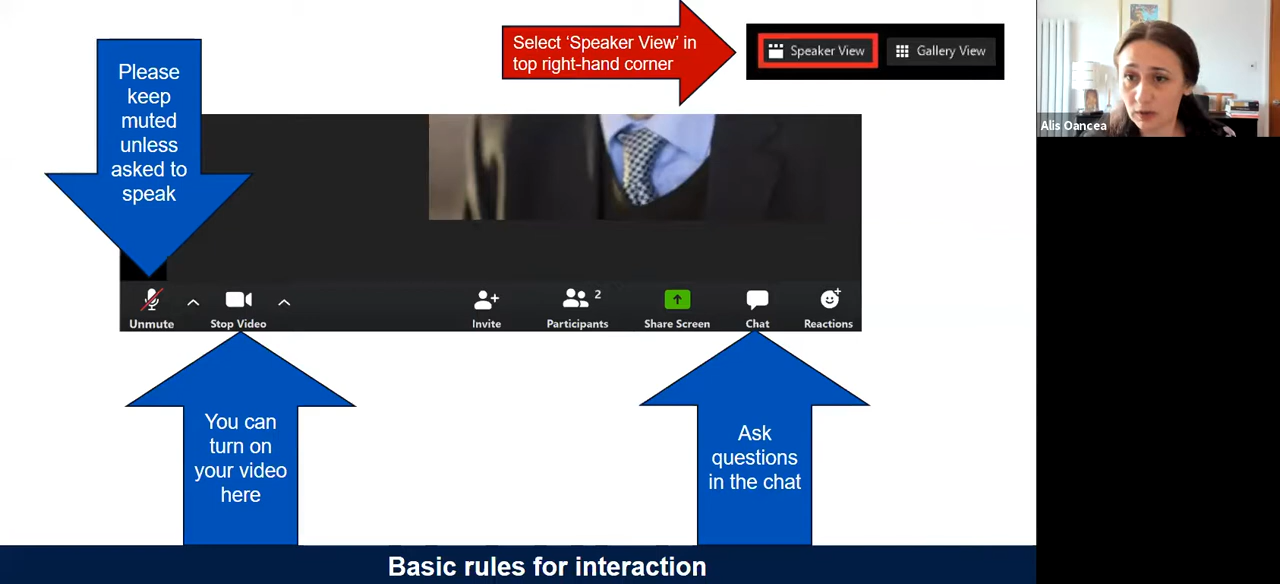 Select ‘Speaker View’ in
top right-hand corner
Speaker View
Gallery View
Alis Oancea
Please
keep
muted
unless
asked to
speak
Unmute
Stop Video
Invite
2
Participants
Share Screen
Chat
Reactions
You can
turn on
your video
here
Ask
questions
in the chat
Basic rules for interaction